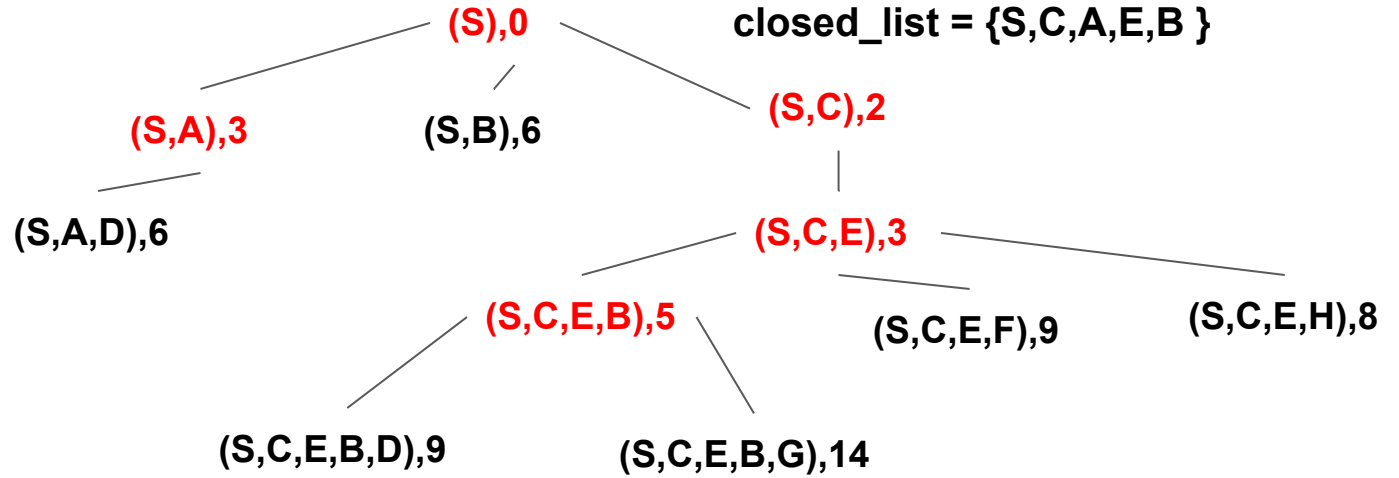 (S),0
closed_list = {S,C,A,E,B }
(S,A),3
(S,B),6
(S,C),2
(S,A,D),6
(S,C,E),3
(S,C,E,B),5
(S,C,E,F),9
(S,C,E,H),8
(S,C,E,B,D),9
(S,C,E,B,G),14